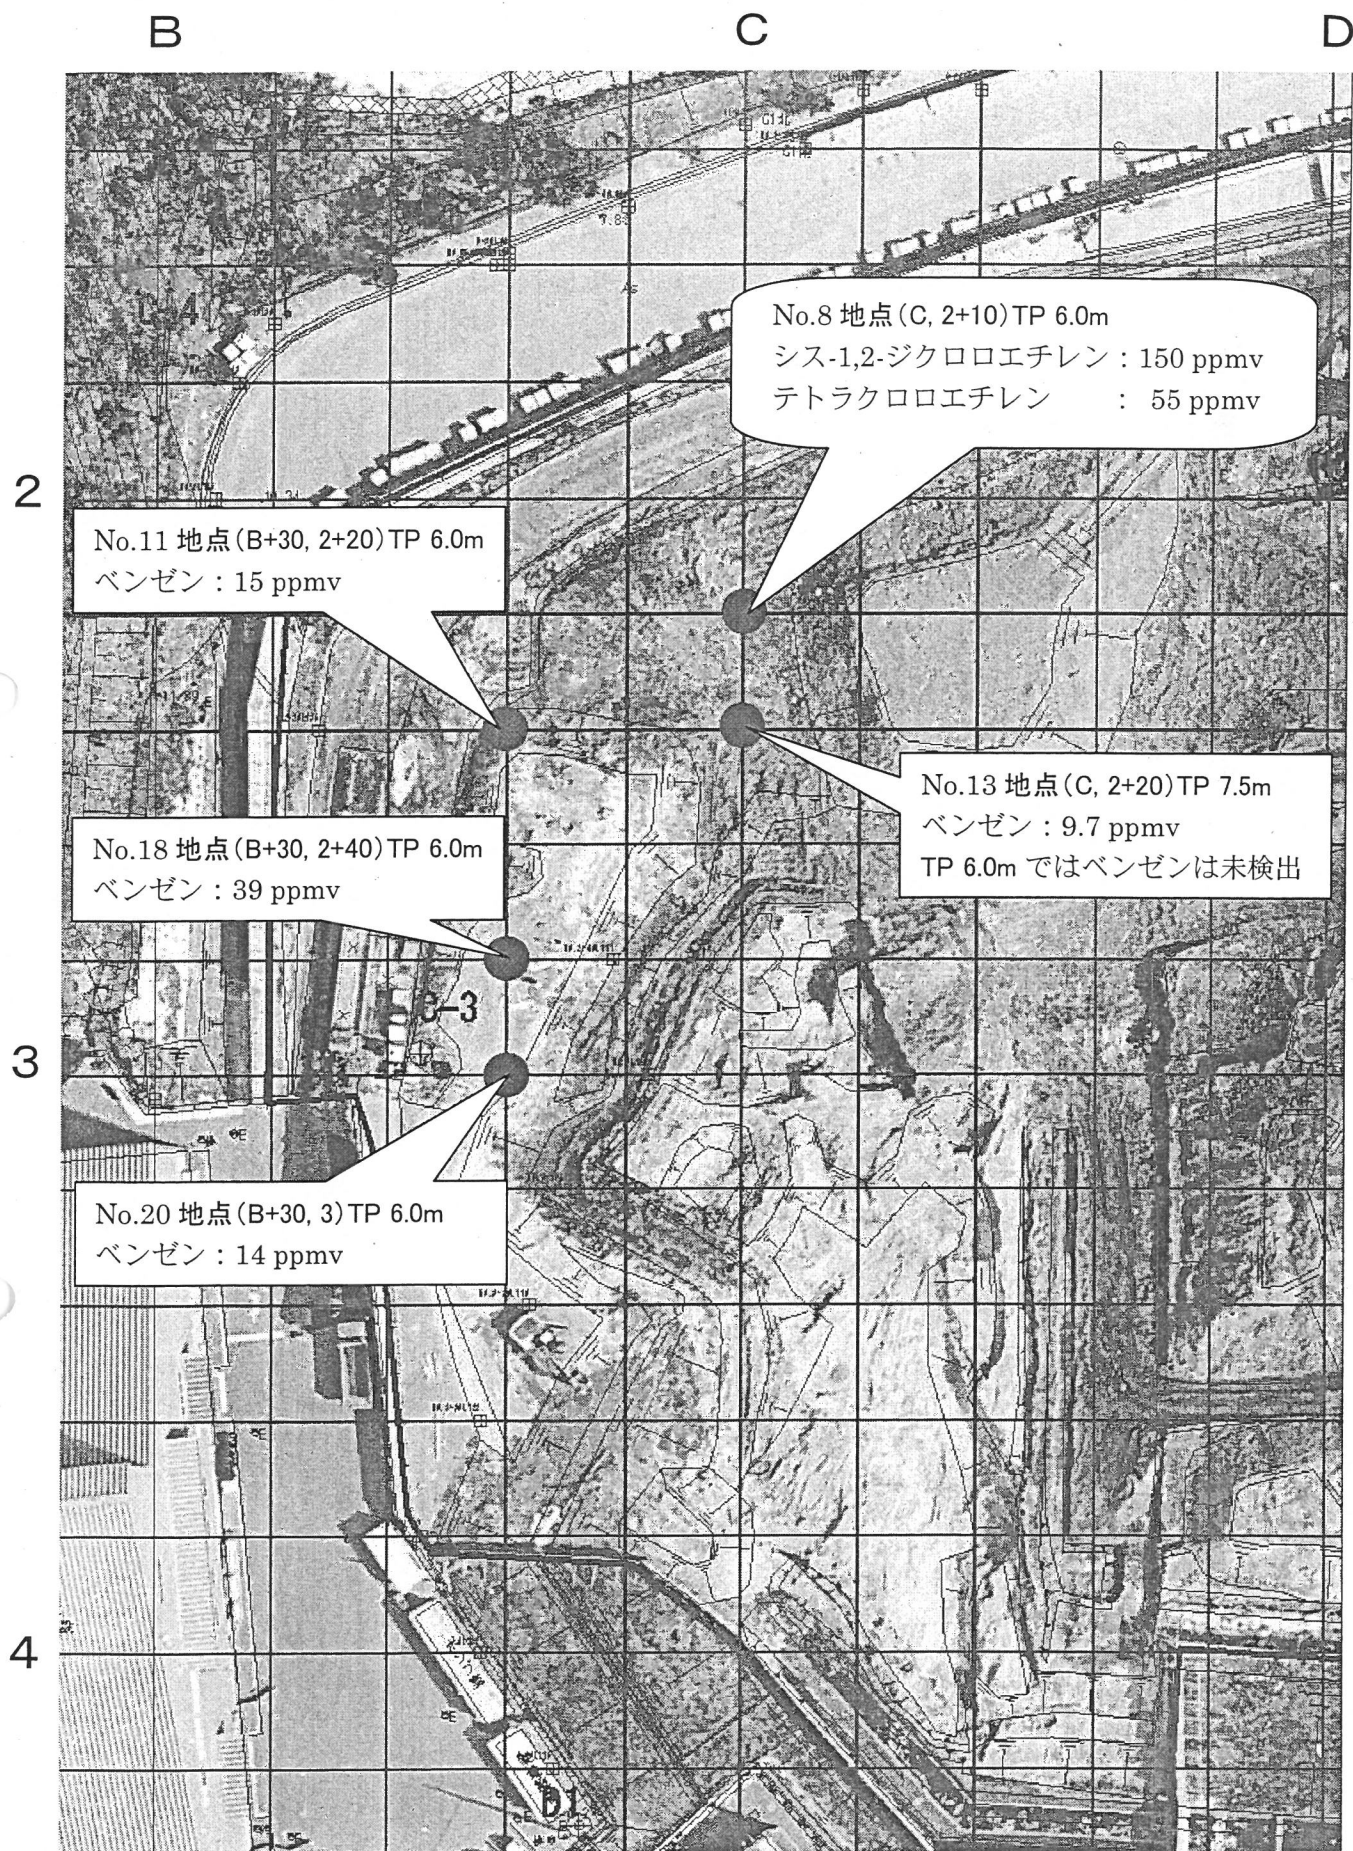 B
C
D
2
3
4
No.8 地点(C, 2+10)TP 6.0m
シス-1,2-ジクロロエチレン：150 ppmv
テトラクロロエチレン　　：　55 ppmv
No.11 地点(B+30, 2+20)TP 6.0m
ベンゼン：15 ppmv
No.13 地点(C, 2+20)TP 7.5m
ベンゼン：9.7 ppmv
TP 6.0m ではベンゼンは未検出
No.18 地点(B+30, 2+40)TP 6.0m
ベンゼン：39 ppmv
No.20 地点(B+30, 3)TP 6.0m
ベンゼン：14 ppmv